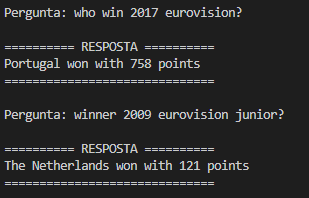 Pergunta: who win 2017 eurovision?
========== RESPOSTA ==========
Portugal won with 758 points
==============================
Pergunta: winner 2009 eurovision junior?
========== RESPOSTA ==========
The Netherlands won with 121 points
==============================